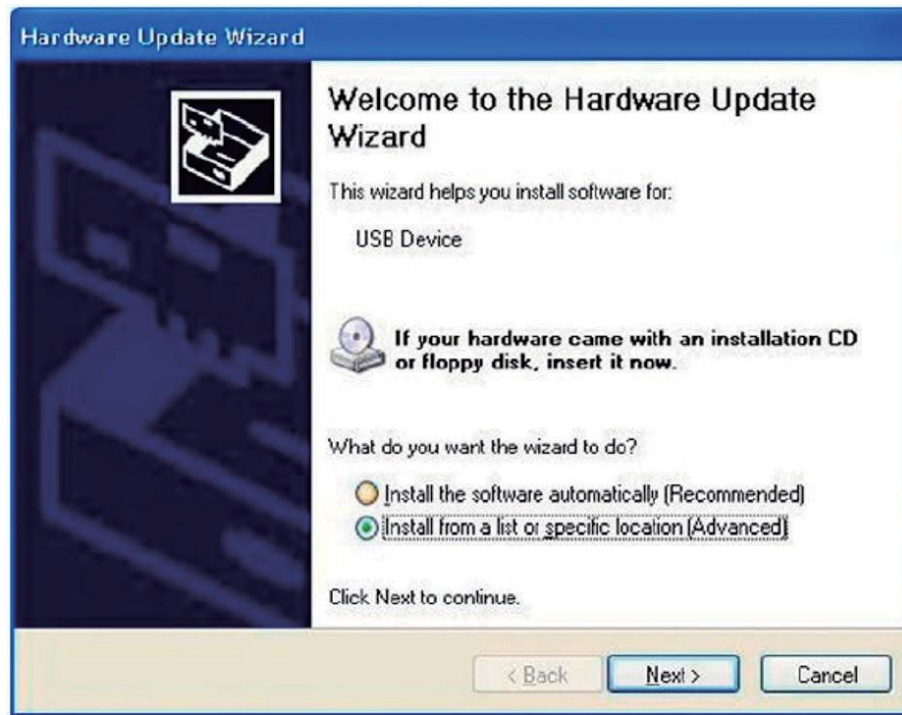 Hardware Update Wizard
Welcome to the Hardware Update
Wizard
This wizard helps you install software for:
USB Device
If your hardware came with an installation CD
or floppy disk, insert it now.
What do you want the wizard to do?
Install the software automatically (Recommended)
Install from a list or specific location (Advanced)
Click Next to continue.
< Back Next > Cancel